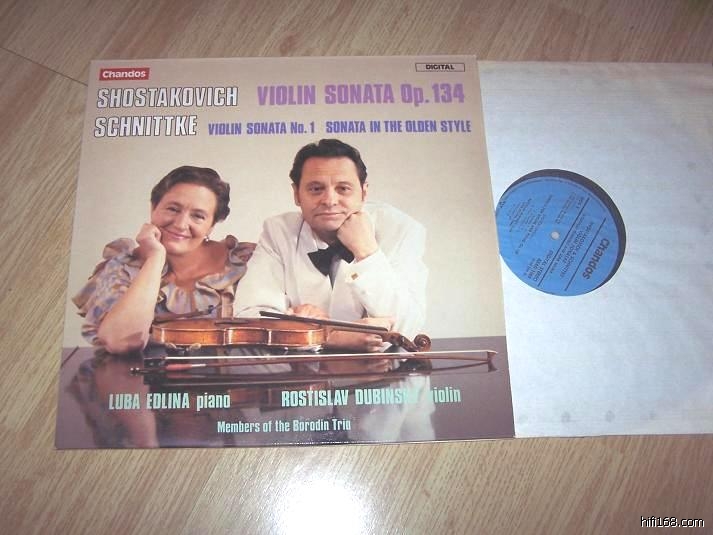 Chandos
DIGITAL
SHOSTAKOVICH VIOLIN SONATA Op. 134
SCHNITTKE VIOLIN SONATA No. 1 SONATA IN THE OLDEN STYLE
LUBA EDLINA piano
ROSTISLAV DUBINSKY violin
Members of the Borodin Trio
Chandos
hifi168.com